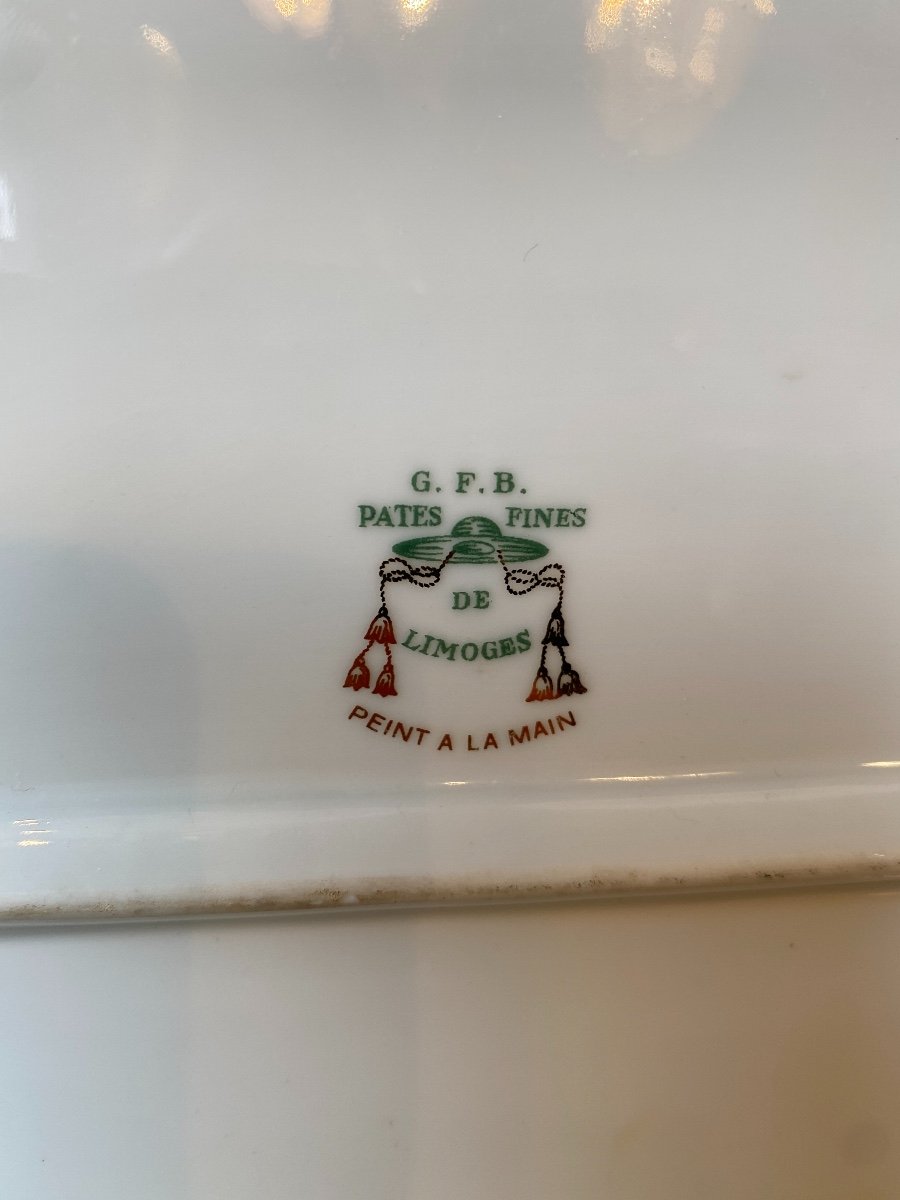 G. F. B.
PATES FINES
DE
LIMOGES
PEINT A LA MAIN